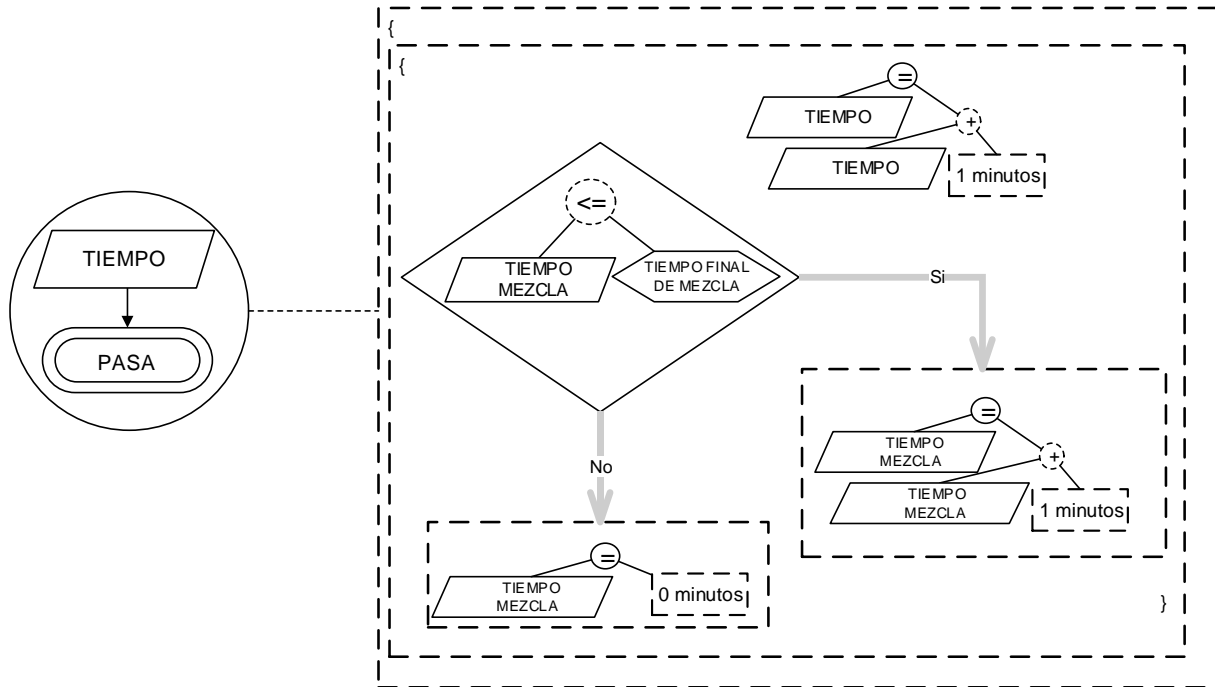 {
{
=
TIEMPO
+
TIEMPO
1 minutos
<=
TIEMPO
MEZCLA
TIEMPO FINAL
DE MEZCLA
Si
TIEMPO
PASA
=
TIEMPO
MEZCLA
+
TIEMPO
MEZCLA
1 minutos
No
=
TIEMPO
MEZCLA
0 minutos
}